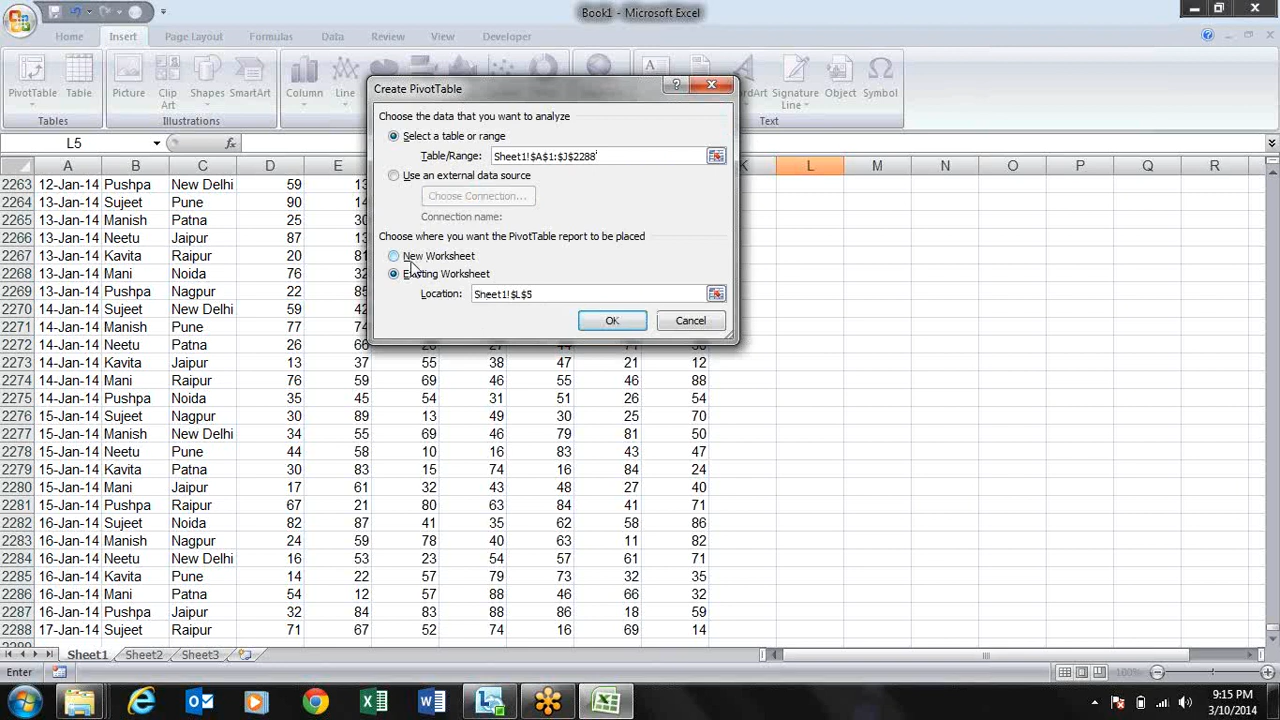 Book1 - Microsoft Excel
Home Insert Page Layout Formulas Data Review View Developer
PivotTable Table Picture Clip Art Shapes SmartArt Column Line Signature Line Object Symbol
Tables Illustrations Text
Create PivotTable
Choose the data that you want to analyze
Select a table or range
Table/Range: Sheet1!$A$1:$J$2288
Use an external data source
Choose Connection...
Connection name:
Choose where you want the PivotTable report to be placed
New Worksheet
Existing Worksheet
Location: Sheet1!$L$5
OK Cancel
L5 fx
A B C D E K L M N O P Q R
2263 12-Jan-14 Pushpa New Delhi 59 13
2264 13-Jan-14 Sujeet Pune 90 14
2265 13-Jan-14 Manish Patna 25 30
2266 13-Jan-14 Neetu Jaipur 87 13
2267 13-Jan-14 Kavita Raipur 20 81
2268 13-Jan-14 Mani Noida 76 32
2269 13-Jan-14 Pushpa Nagpur 22 85
2270 14-Jan-14 Sujeet New Delhi 59 42
2271 14-Jan-14 Manish Pune 77 74
2272 14-Jan-14 Neetu Patna 26 66
2273 14-Jan-14 Kavita Jaipur 13 37 55 38 47 21 12
2274 14-Jan-14 Mani Raipur 76 59 69 46 55 46 88
2275 14-Jan-14 Pushpa Noida 35 45 54 31 51 26 54
2276 15-Jan-14 Sujeet Nagpur 30 89 13 49 30 25 70
2277 15-Jan-14 Manish New Delhi 34 55 69 46 79 81 50
2278 15-Jan-14 Neetu Pune 44 58 10 16 83 43 47
2279 15-Jan-14 Kavita Patna 30 83 15 74 16 84 24
2280 15-Jan-14 Mani Jaipur 17 61 32 43 48 27 40
2281 15-Jan-14 Pushpa Raipur 67 21 80 63 84 41 71
2282 16-Jan-14 Sujeet Noida 82 87 41 35 62 58 86
2283 16-Jan-14 Manish Nagpur 24 59 78 40 63 11 82
2284 16-Jan-14 Neetu New Delhi 16 53 23 54 57 61 71
2285 16-Jan-14 Kavita Pune 14 22 57 79 73 32 35
2286 16-Jan-14 Mani Patna 54 12 57 88 46 66 32
2287 16-Jan-14 Pushpa Jaipur 32 84 83 88 86 18 59
2288 17-Jan-14 Sujeet Raipur 71 67 52 74 16 69 14
Sheet1 Sheet2 Sheet3
Enter 100%
9:15 PM
3/10/2014